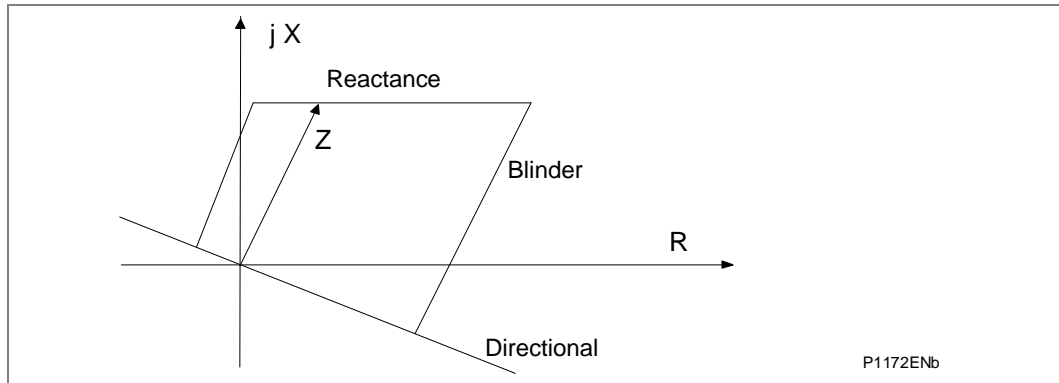 j X
Reactance
Z
Blinder
R
Directional
P1172ENb